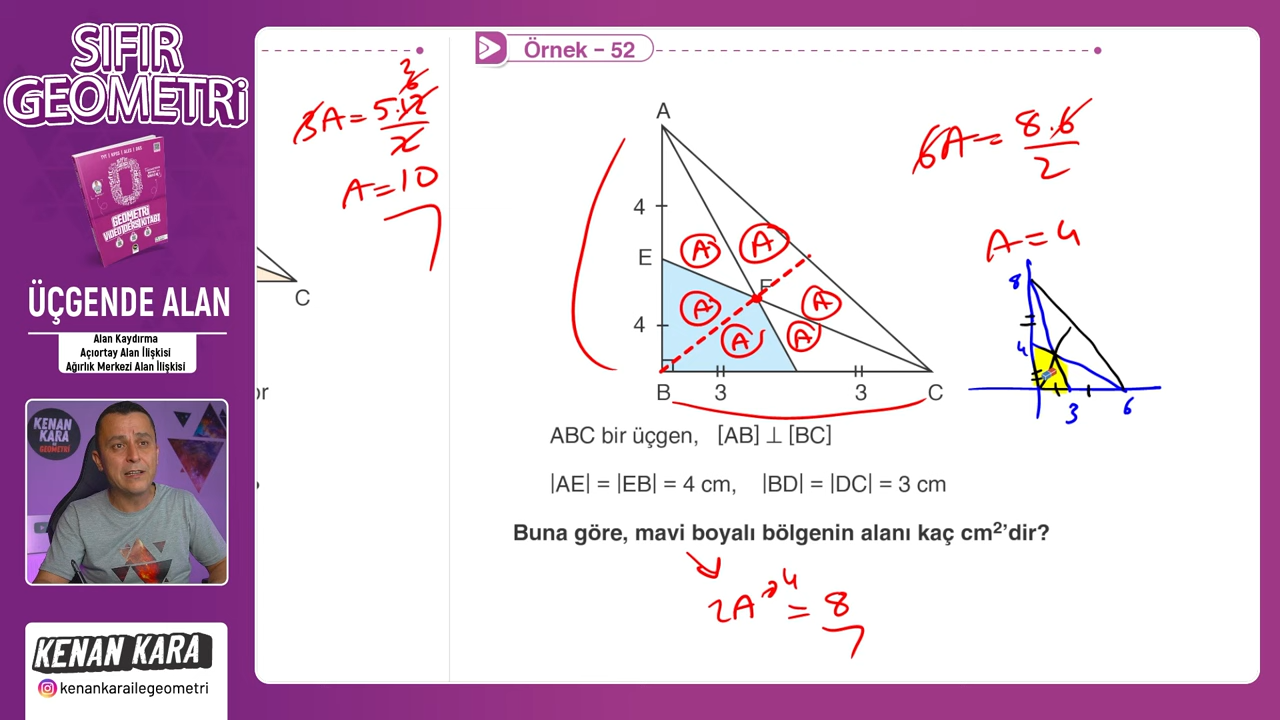 SIFIR
GEOMETRİ
GEOMETRİ
VİDEO DERS KİTABI
ÜÇGENDE ALAN
Alan Kaydırma
Açıortay Alan İlişkisi
Ağırlık Merkezi Alan İlişkisi
KENAN
KARA
GEOMETRİ
KENAN KARA
kenankarailegeometri
3A = 5.12 / 2
A = 10
C
Örnek – 52
A
4
E
4
B
3
3
C
F
A
A
A
A
A
A
6A = 8.6 / 2
A = 4
8
4
3
6
ABC bir üçgen, [AB] ⊥ [BC]
|AE| = |EB| = 4 cm, |BD| = |DC| = 3 cm
Buna göre, mavi boyalı bölgenin alanı kaç cm²’dir?
2A = 8
4